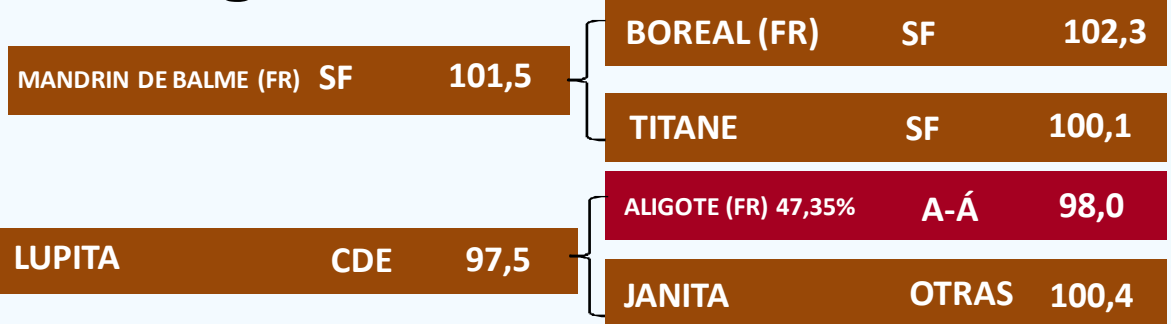 BOREAL (FR) SF 102,3
MANDRIN DE BALME (FR) SF 101,5
TITANE SF 100,1
ALIGOTE (FR) 47,35% A-Á 98,0
LUPITA CDE 97,5
JANITA OTRAS 100,4